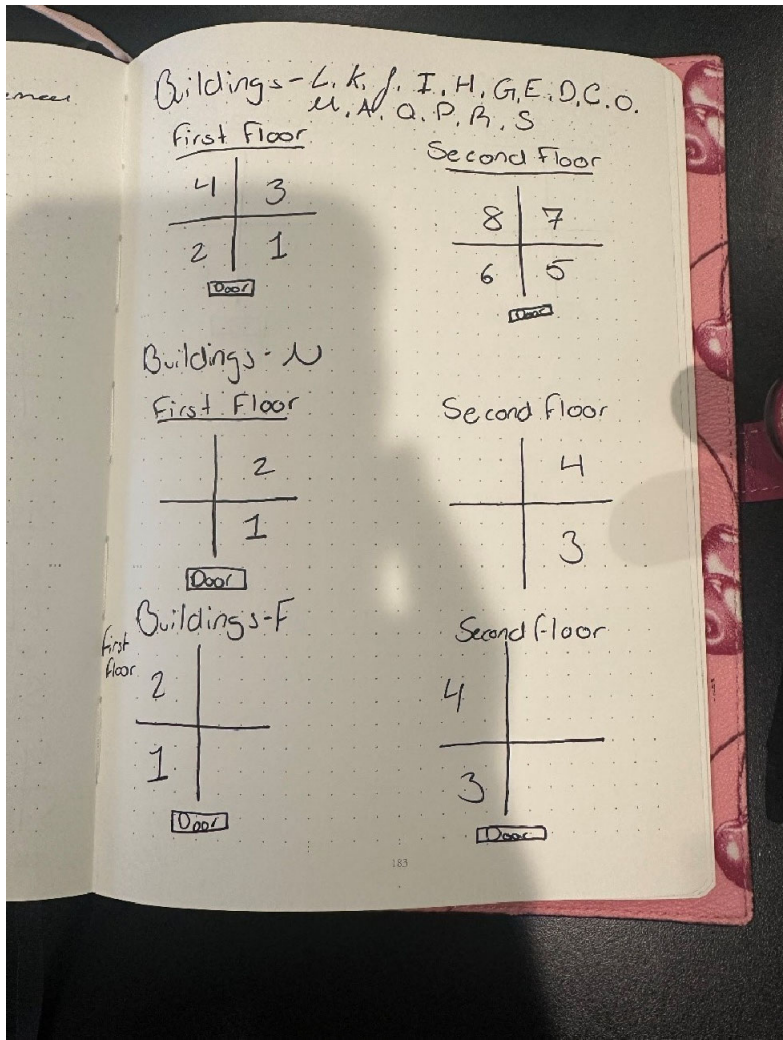 Buildings - L, K, J, I, H, G, E, D, C, O,
M, A, Q, P, R, S
First Floor
4 3
2 1
Door
Second Floor
8 7
6 5
Door
Buildings - N
First Floor
2
1
Door
Second Floor
4
3
Buildings - F
First
Floor
2
1
Door
Second Floor
4
3
Door
183